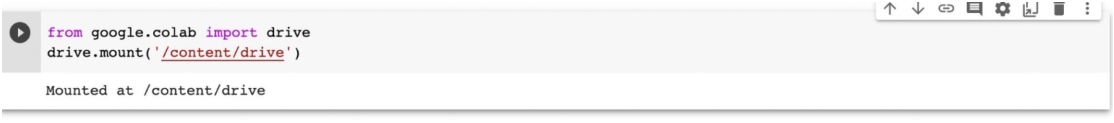 from google.colab import drive
drive.mount('/content/drive')
Mounted at /content/drive